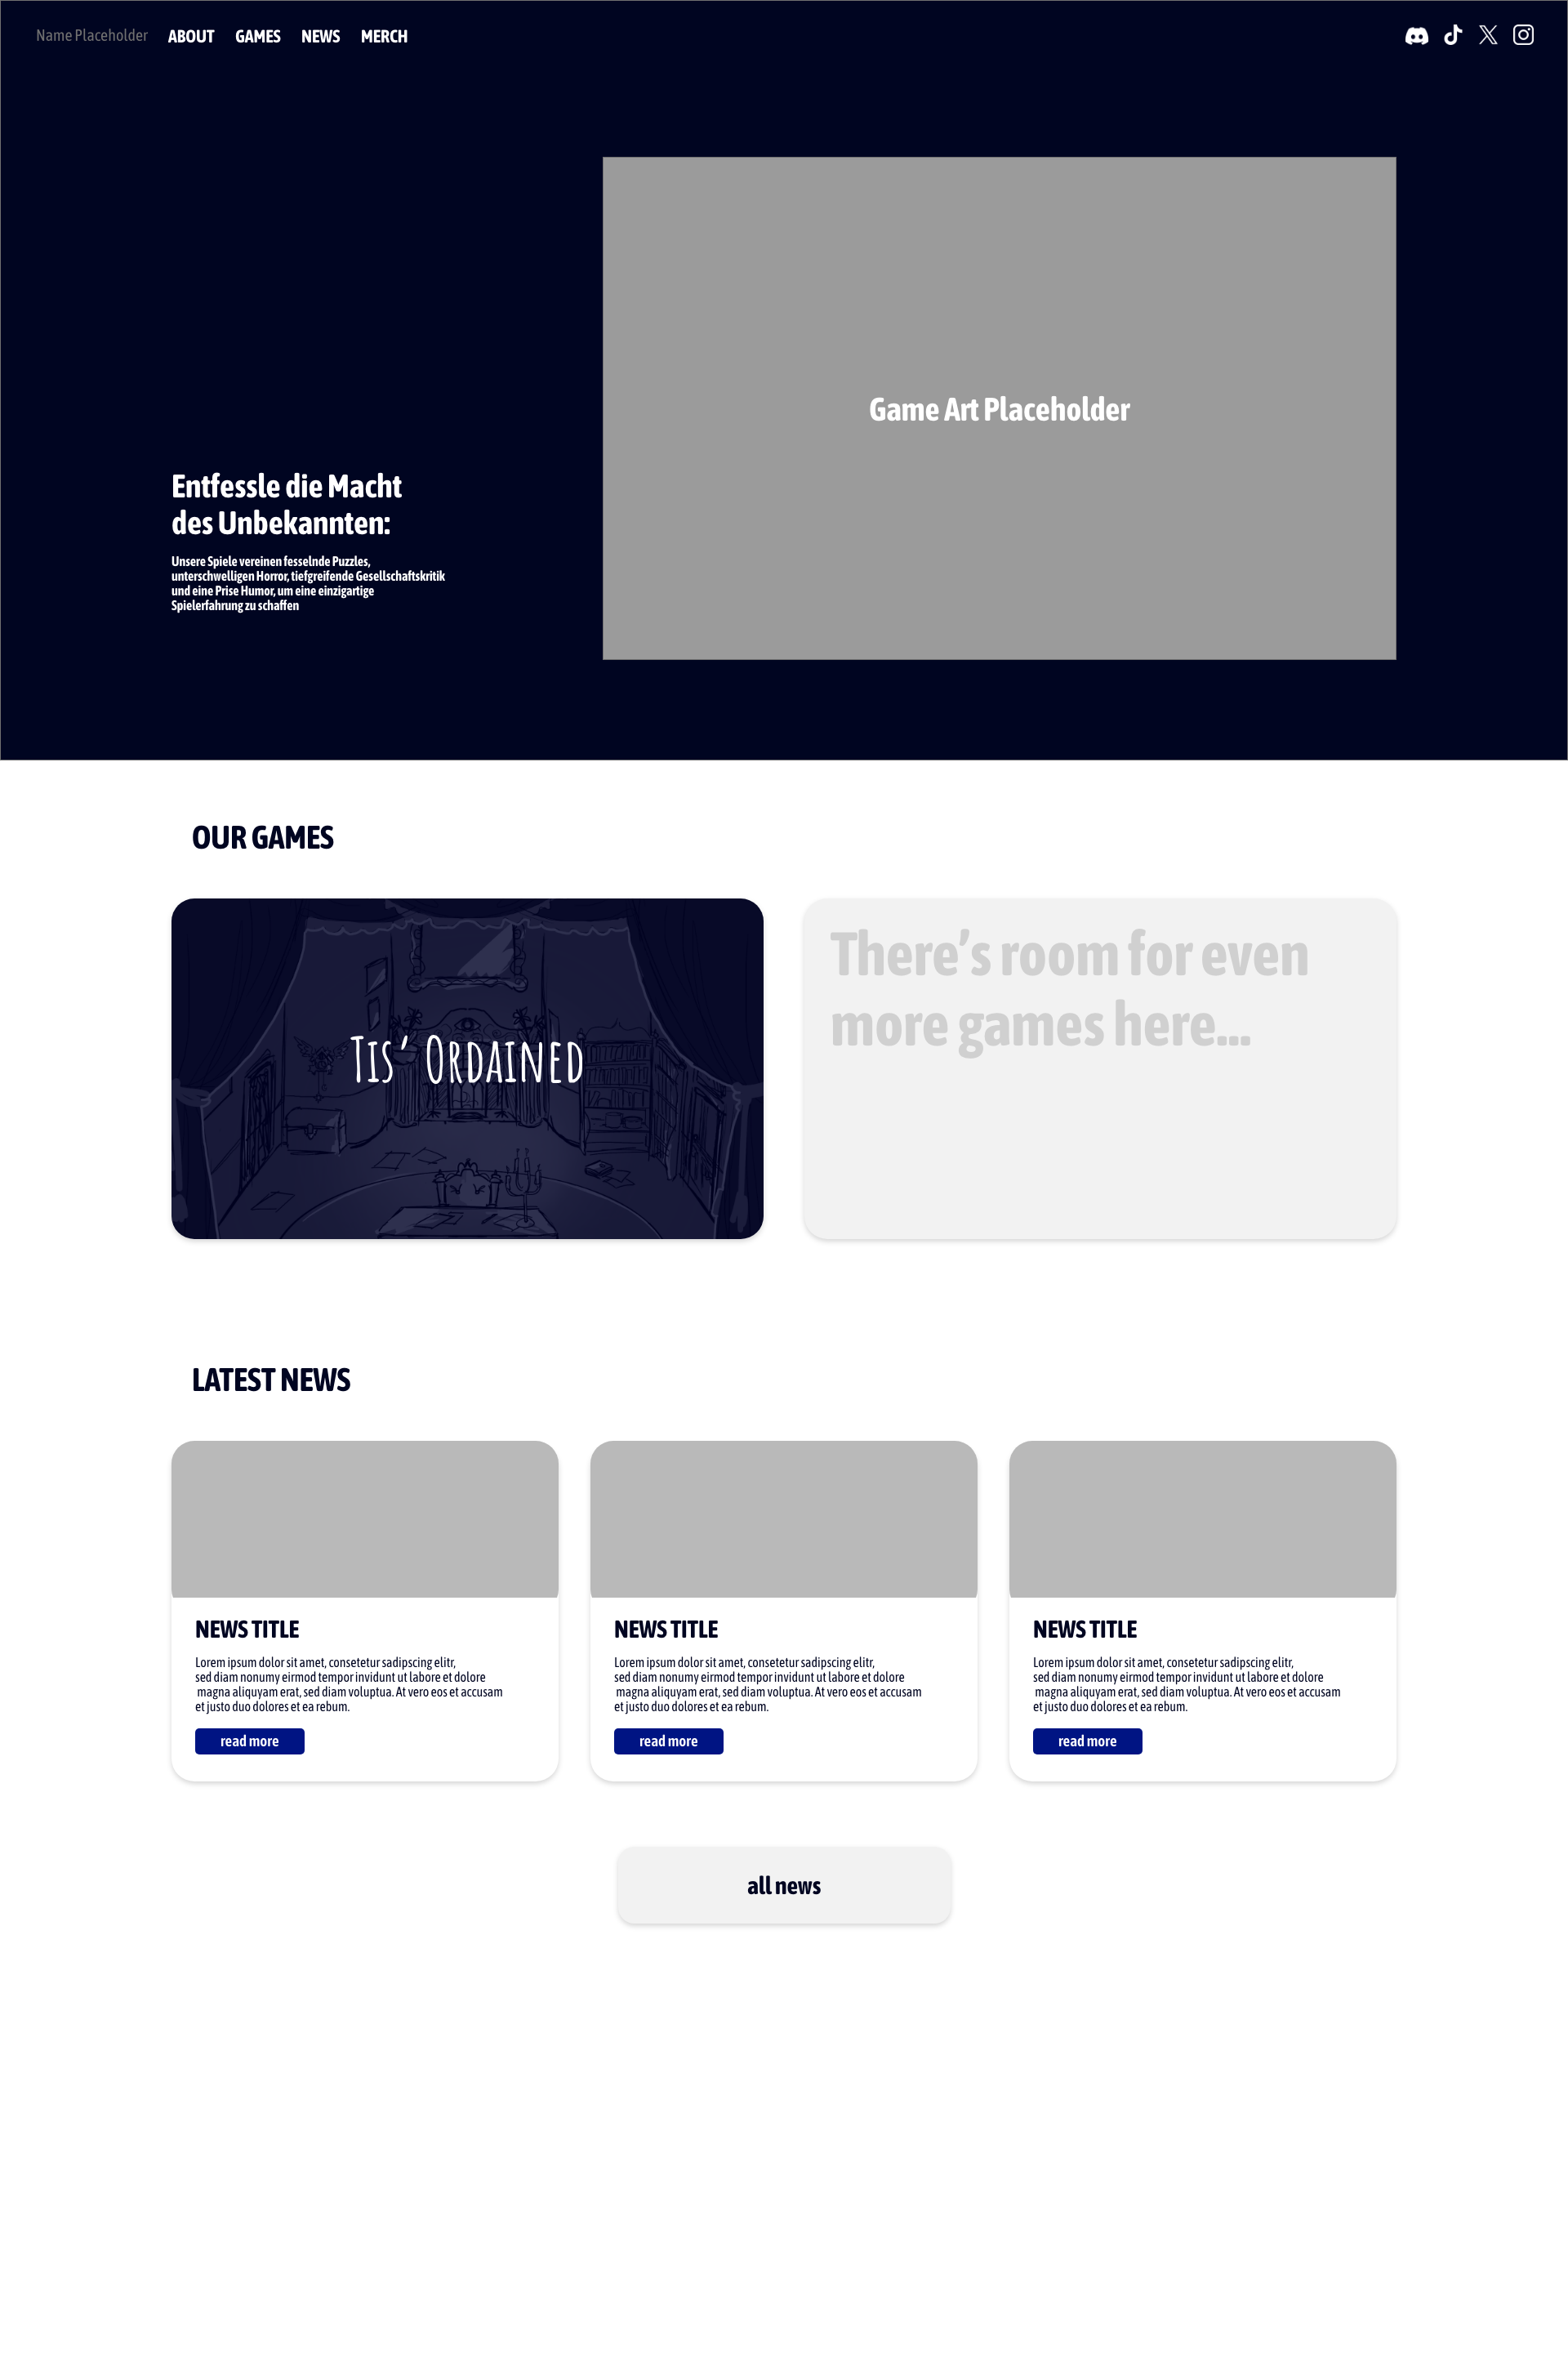 Name Placeholder ABOUT GAMES NEWS MERCH
Game Art Placeholder
Entfessle die Macht
des Unbekannten:
Unsere Spiele vereinen fesselnde Puzzles,
unterschwelligen Horror, tiefgreifende Gesellschaftskritik
und eine Prise Humor, um eine einzigartige
Spielerfahrung zu schaffen
OUR GAMES
Tis’ Ordained
There’s room for even
more games here...
LATEST NEWS
NEWS TITLE
Lorem ipsum dolor sit amet, consetetur sadipscing elitr,
sed diam nonumy eirmod tempor invidunt ut labore et dolore
magna aliquyam erat, sed diam voluptua. At vero eos et accusam
et justo duo dolores et ea rebum.
read more
NEWS TITLE
Lorem ipsum dolor sit amet, consetetur sadipscing elitr,
sed diam nonumy eirmod tempor invidunt ut labore et dolore
magna aliquyam erat, sed diam voluptua. At vero eos et accusam
et justo duo dolores et ea rebum.
read more
NEWS TITLE
Lorem ipsum dolor sit amet, consetetur sadipscing elitr,
sed diam nonumy eirmod tempor invidunt ut labore et dolore
magna aliquyam erat, sed diam voluptua. At vero eos et accusam
et justo duo dolores et ea rebum.
read more
all news